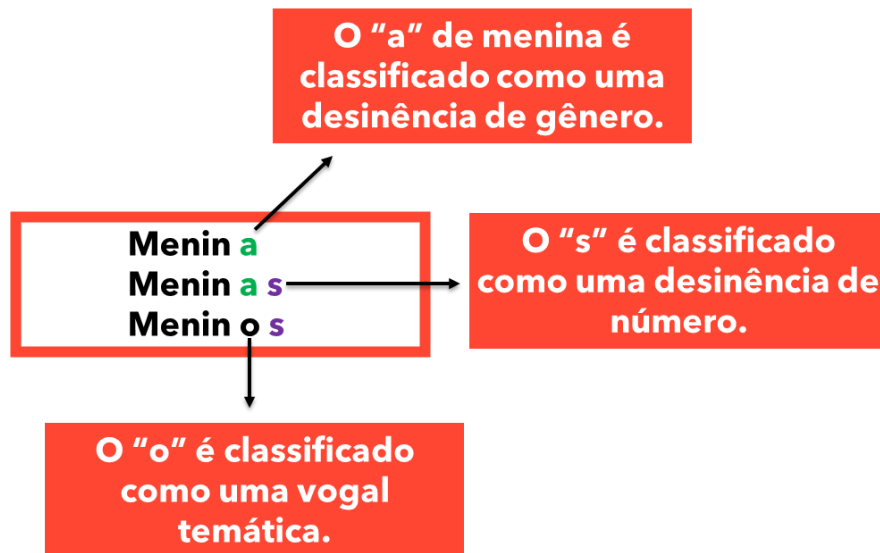 O “a” de menina é
classificado como uma
desinência de gênero.
Menin a
Menin a s
Menin o s
O “s” é classificado
como uma desinência de
número.
O “o” é classificado
como uma vogal
temática.